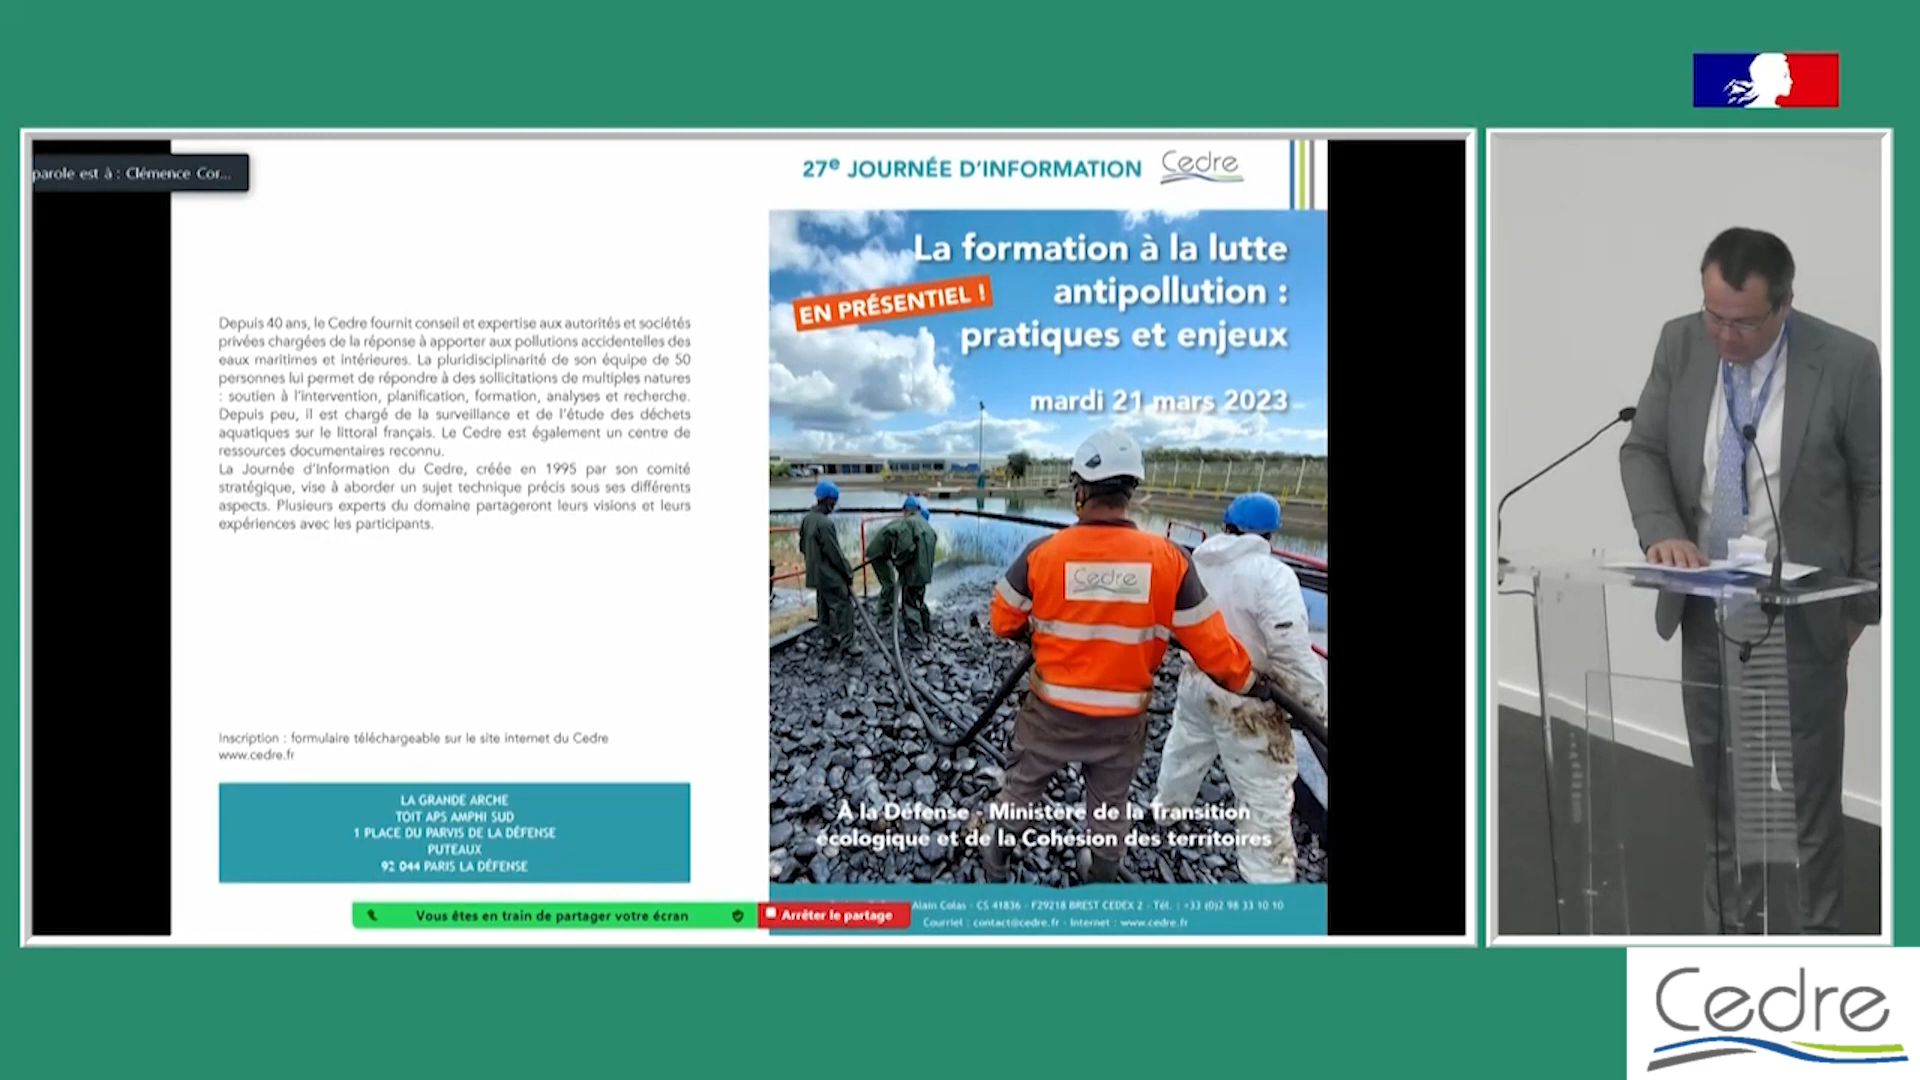 parole est à : Clémence Cor...
27e JOURNÉE D'INFORMATION
Cedre
La formation à la lutte
antipollution :
pratiques et enjeux
EN PRÉSENTIEL !
mardi 21 mars 2023
Depuis 40 ans, le Cedre fournit conseil et expertise aux autorités et sociétés
privées chargées de la réponse à apporter aux pollutions accidentelles des
eaux maritimes et intérieures. La pluridisciplinarité de son équipe de 50
personnes lui permet de répondre à des sollicitations de multiples natures
: soutien à l'intervention, planification, formation, analyses et recherche.
Depuis peu, il est chargé de la surveillance et de l'étude des déchets
aquatiques sur le littoral français. Le Cedre est également un centre de
ressources documentaires reconnu.
La Journée d'Information du Cedre, créée en 1995 par son comité
stratégique, vise à aborder un sujet technique précis sous ses différents
aspects. Plusieurs experts du domaine partageront leurs visions et leurs
expériences avec les participants.
Cedre
Inscription : formulaire téléchargeable sur le site internet du Cedre
www.cedre.fr
LA GRANDE ARCHE
TOIT APS AMPHI SUD
1 PLACE DU PARVIS DE LA DÉFENSE
PUTEAUX
92 044 PARIS LA DÉFENSE
À la Défense - Ministère de la Transition
écologique et de la Cohésion des territoires
Vous êtes en train de partager votre écran
Arrêter le partage
Alain Colas - CS 41836 - F29218 BREST CEDEX 2 - Tél. : +33 (0)2 98 33 10 10
Courriel : contact@cedre.fr - Internet : www.cedre.fr
Cedre